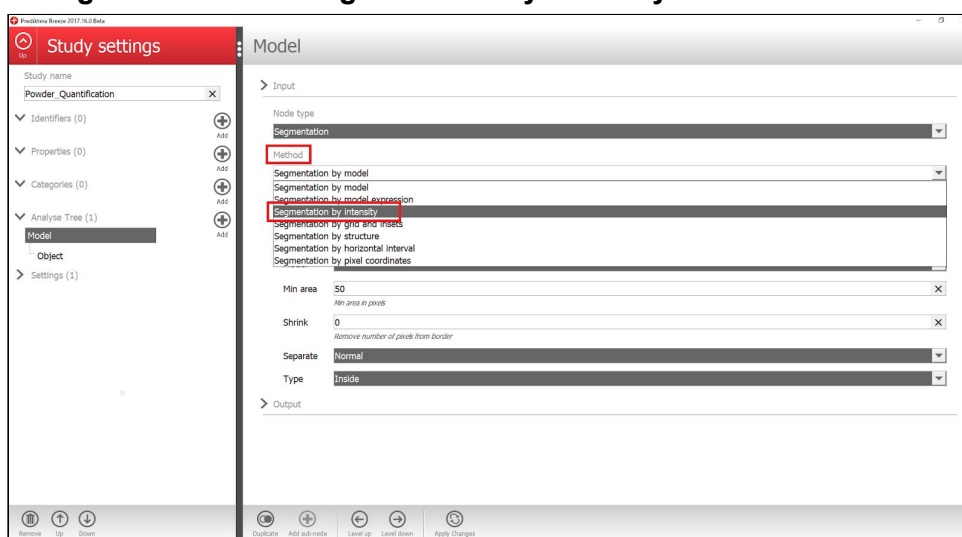 Prediktera Breeze 2017.16.0 Beta
Up
Study settings
Model
Study name
Powder_Quantification
Identifiers (0)
Add
Properties (0)
Add
Categories (0)
Add
Analyse Tree (1)
Add
Model
Object
Settings (1)
Input
Node type
Segmentation
Method
Segmentation by model
Segmentation by model
Segmentation by model expression
Segmentation by intensity
Segmentation by grid and insets
Segmentation by structure
Segmentation by horizontal interval
Segmentation by pixel coordinates
Min area 50
Min area in pixels
Shrink 0
Remove number of pixels from border
Separate Normal
Type Inside
Output
Remove Up Down
Duplicate Add sub-node Level up Level down Apply Changes